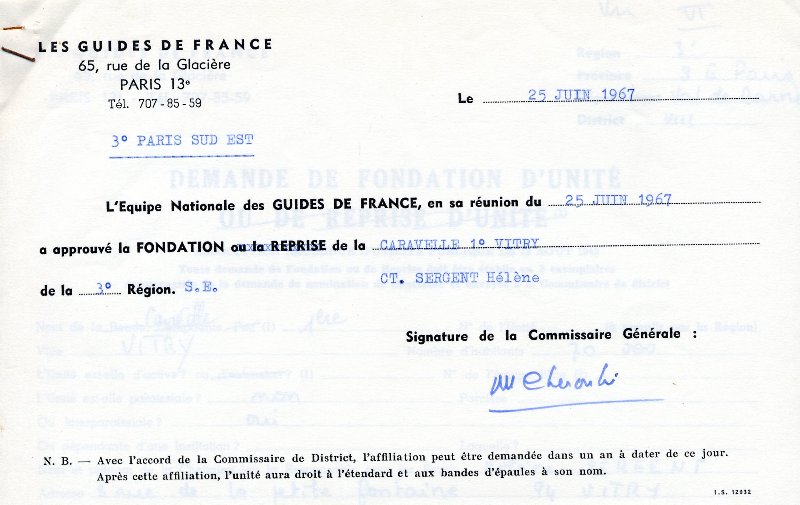 LES GUIDES DE FRANCE
65, rue de la Glacière
PARIS 13e
Tél. 707-85-59
Le 25 JUIN 1967
3° PARIS SUD EST
L'Equipe Nationale des GUIDES DE FRANCE, en sa réunion du 25 JUIN 1967
a approuvé la FONDATION ou la REPRISE de la CARAVELLE 1° VITRY
CT. SERGENT Hélène
de la 3° Région. S.E.
Signature de la Commissaire Générale :
N. B. — Avec l'accord de la Commissaire de District, l'affiliation peut être demandée dans un an à dater de ce jour.
Après cette affiliation, l'unité aura droit à l'étendard et aux bandes d'épaules à son nom.
I.S. 12032